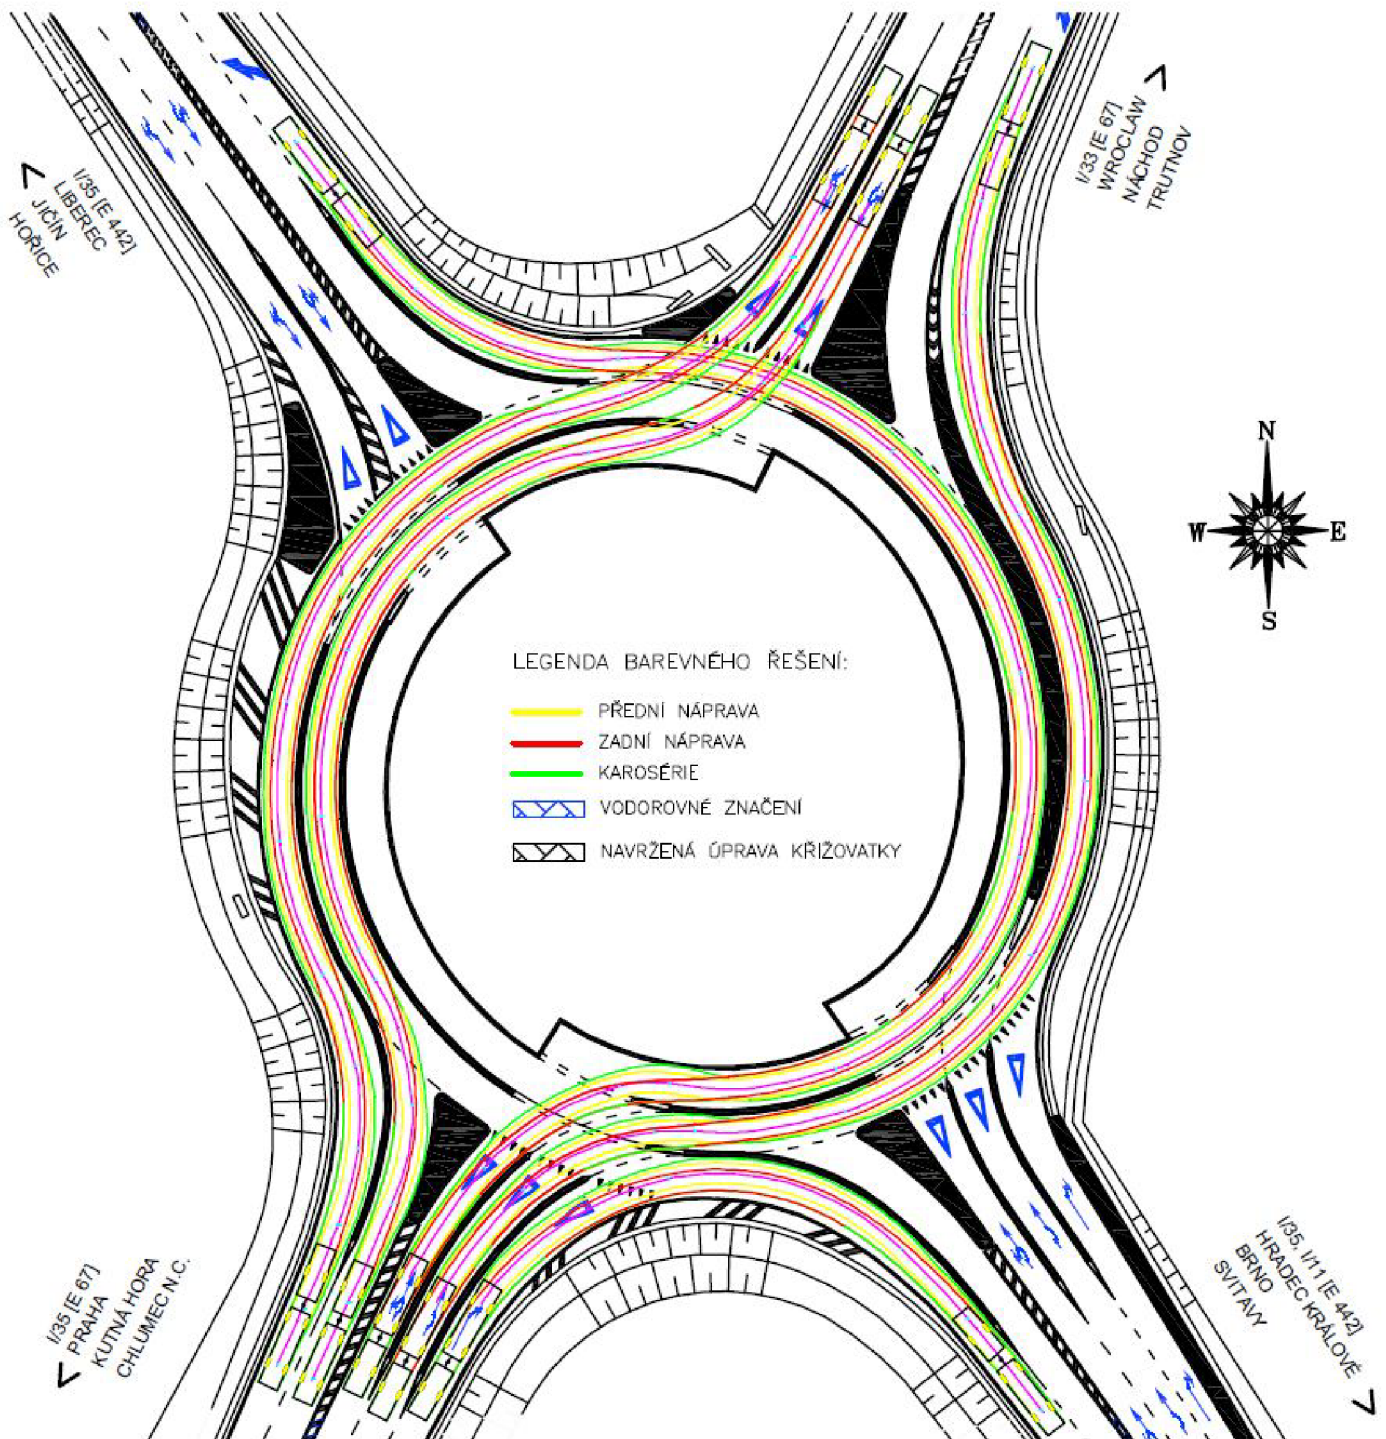 I/35 [E 442]
LIBEREC
JIČÍN
HOŘICE
I/33 [E 67]
WROCLAW
NÁCHOD
TRUTNOV
N
W
E
S
LEGENDA BAREVNÉHO ŘEŠENÍ:
PŘEDNÍ NÁPRAVA
ZADNÍ NÁPRAVA
KAROSÉRIE
VODOROVNÉ ZNAČENÍ
NAVRŽENÁ ÚPRAVA KŘIŽOVATKY
I/35 [E 67]
PRAHA
KUTNÁ HORA
CHLUMEC N.C.
I/35, I/11 [E 442]
HRADEC KRÁLOVÉ
BRNO
SVITAVY